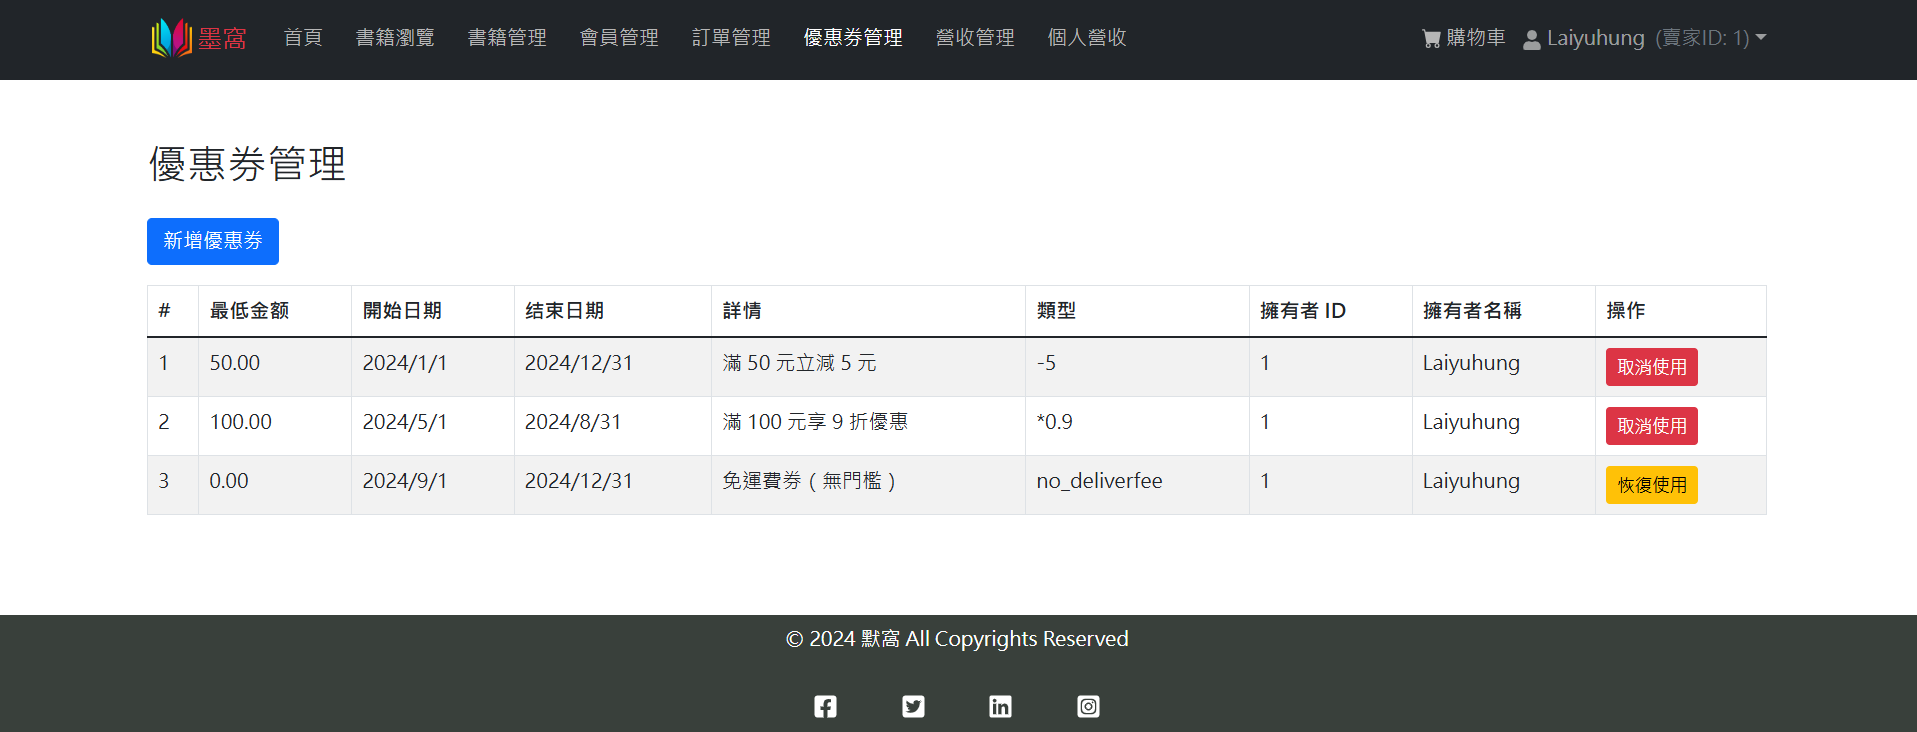 墨窩 首頁 書籍瀏覽 書籍管理 會員管理 訂單管理 優惠券管理 營收管理 個人營收 購物車 Laiyuhung (賣家ID: 1)
優惠券管理
新增優惠券
# 最低金额 開始日期 结束日期 詳情 類型 擁有者 ID 擁有者名稱 操作
1 50.00 2024/1/1 2024/12/31 滿 50 元立減 5 元 -5 1 Laiyuhung 取消使用
2 100.00 2024/5/1 2024/8/31 滿 100 元享 9 折優惠 *0.9 1 Laiyuhung 取消使用
3 0.00 2024/9/1 2024/12/31 免運費券（無門檻） no_deliverfee 1 Laiyuhung 恢復使用
© 2024 默窩 All Copyrights Reserved